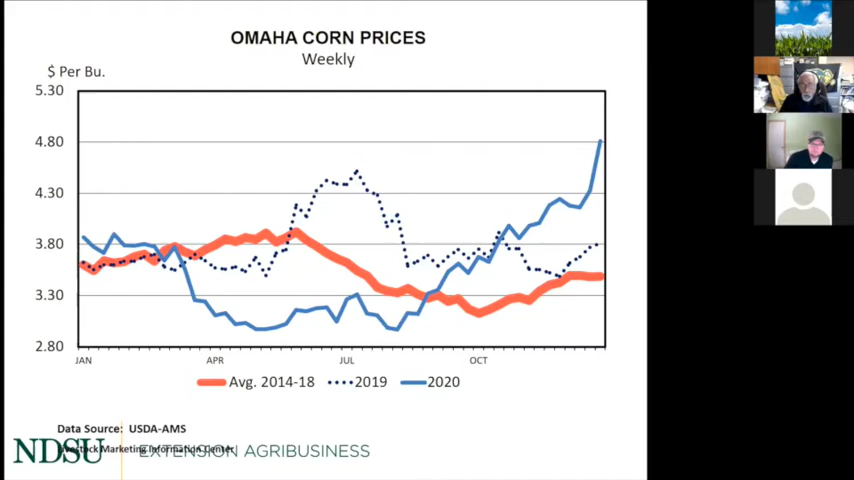 OMAHA CORN PRICES
Weekly
$ Per Bu.
5.30
4.80
4.30
3.80
3.30
2.80
JAN APR JUL OCT
Avg. 2014-18 2019 2020
Data Source: USDA-AMS
Livestock Marketing Information Center
NDSU EXTENSION AGRIBUSINESS